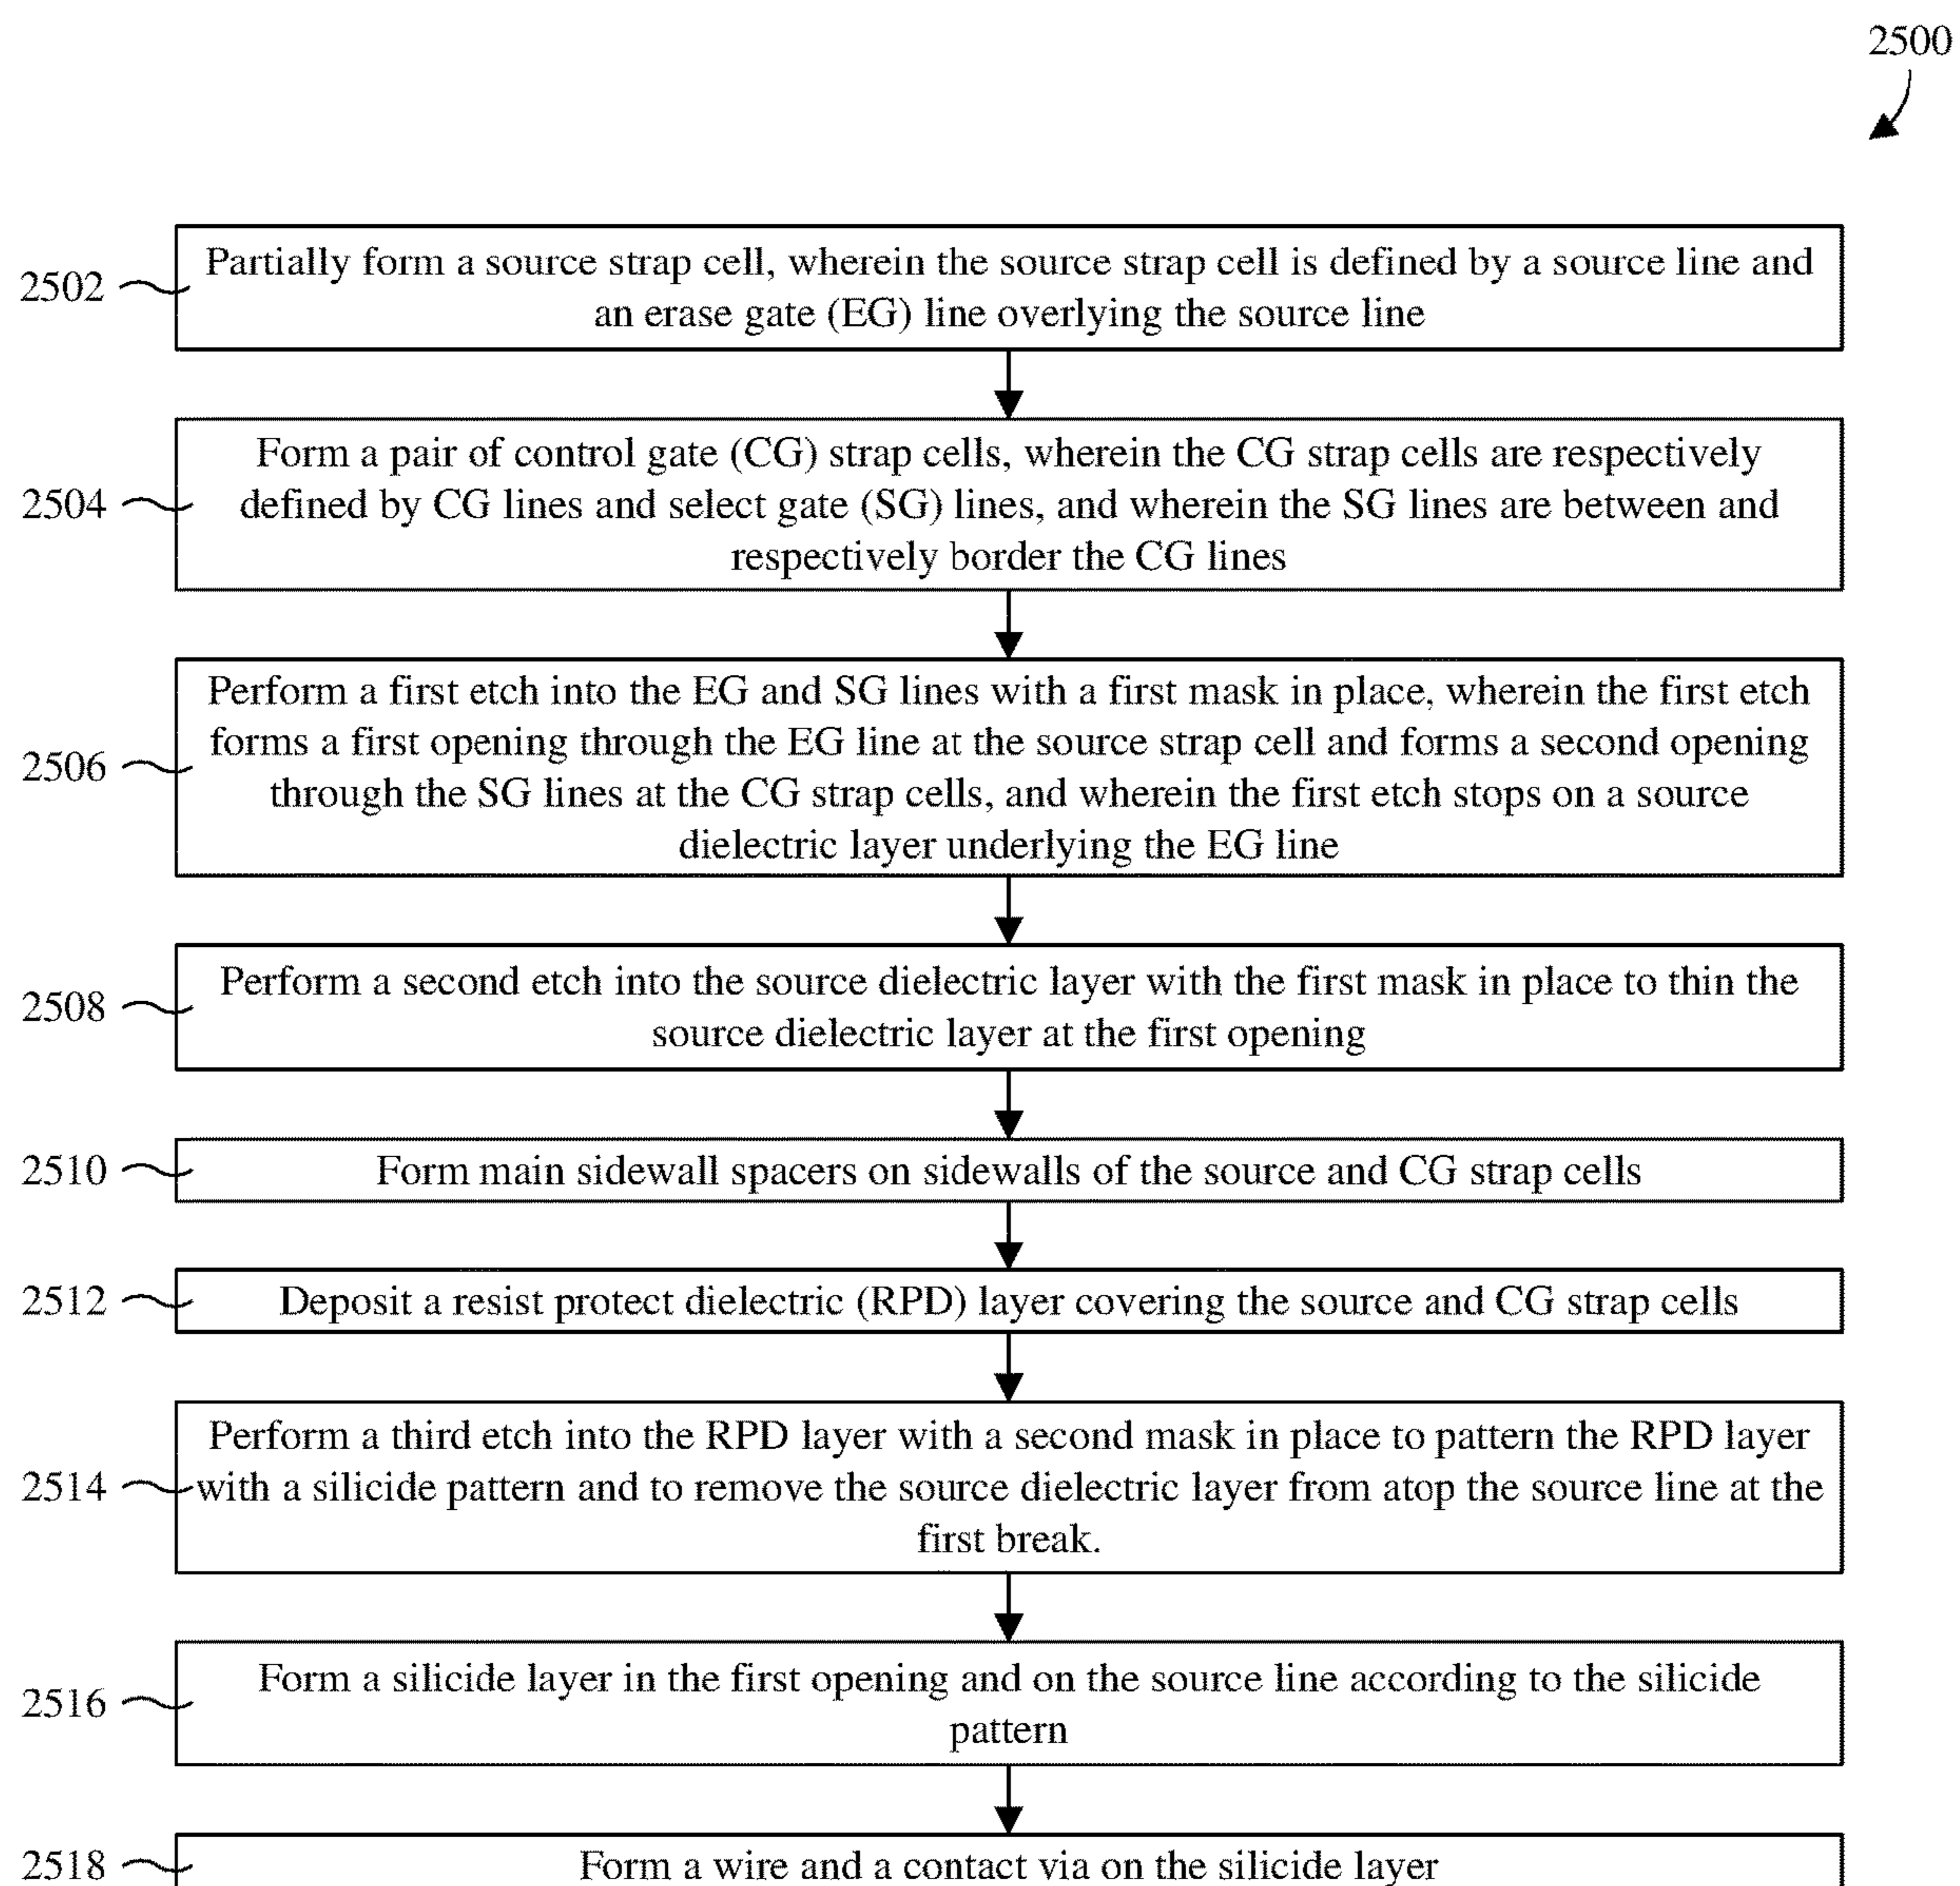 2500
2502
Partially form a source strap cell, wherein the source strap cell is defined by a source line and
an erase gate (EG) line overlying the source line
2504
Form a pair of control gate (CG) strap cells, wherein the CG strap cells are respectively
defined by CG lines and select gate (SG) lines, and wherein the SG lines are between and
respectively border the CG lines
2506
Perform a first etch into the EG and SG lines with a first mask in place, wherein the first etch
forms a first opening through the EG line at the source strap cell and forms a second opening
through the SG lines at the CG strap cells, and wherein the first etch stops on a source
dielectric layer underlying the EG line
2508
Perform a second etch into the source dielectric layer with the first mask in place to thin the
source dielectric layer at the first opening
2510
Form main sidewall spacers on sidewalls of the source and CG strap cells
2512
Deposit a resist protect dielectric (RPD) layer covering the source and CG strap cells
2514
Perform a third etch into the RPD layer with a second mask in place to pattern the RPD layer
with a silicide pattern and to remove the source dielectric layer from atop the source line at the
first break.
2516
Form a silicide layer in the first opening and on the source line according to the silicide
pattern
2518
Form a wire and a contact via on the silicide layer